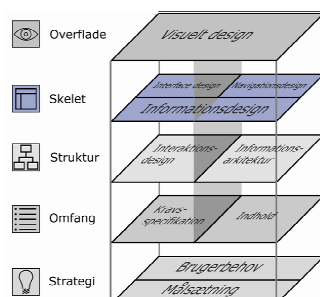 Overflade
Visuelt design
Skelet
Interface design
Navigationsdesign
Informationsdesign
Struktur
Interaktions-
design
Informations-
arkitektur
Omfang
Kravs-
specifikation
Indhold
Strategi
Brugerbehov
Målsætning